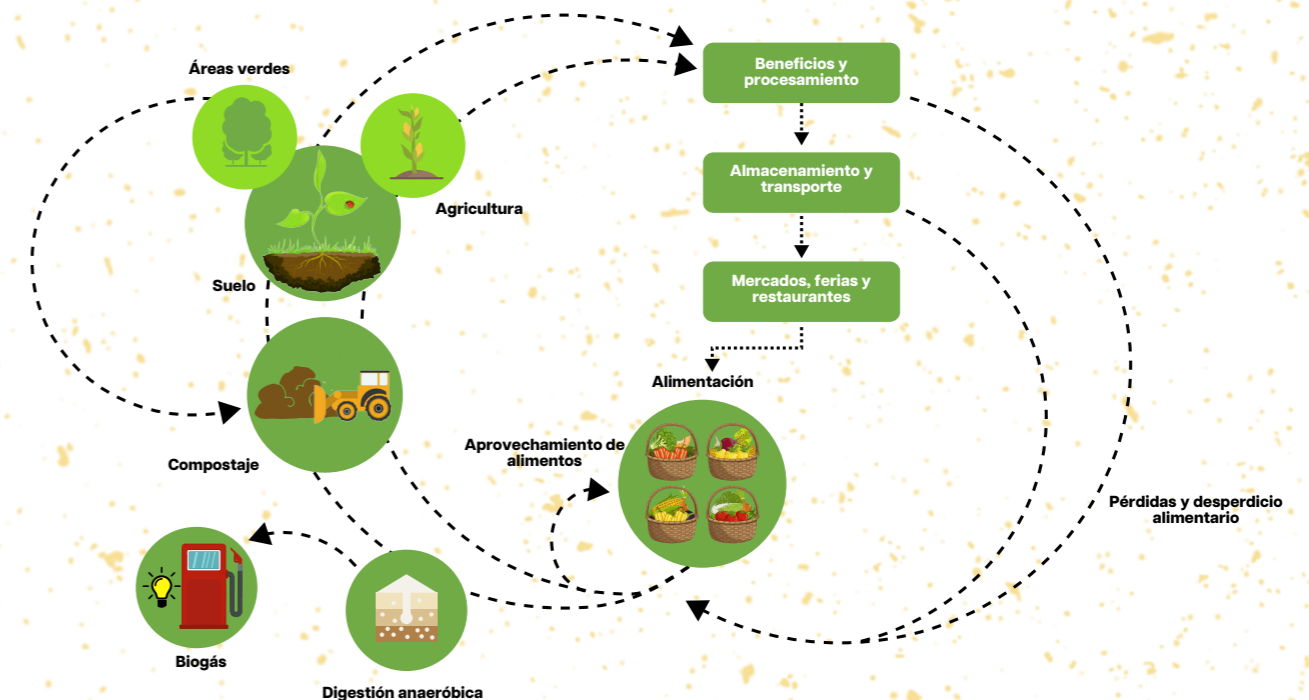 Áreas verdes
Agricultura
Suelo
Compostaje
Biogás
Digestión anaeróbica
Beneficios y
procesamiento
Almacenamiento y
transporte
Mercados, ferias y
restaurantes
Alimentación
Aprovechamiento de
alimentos
Pérdidas y desperdicio
alimentario